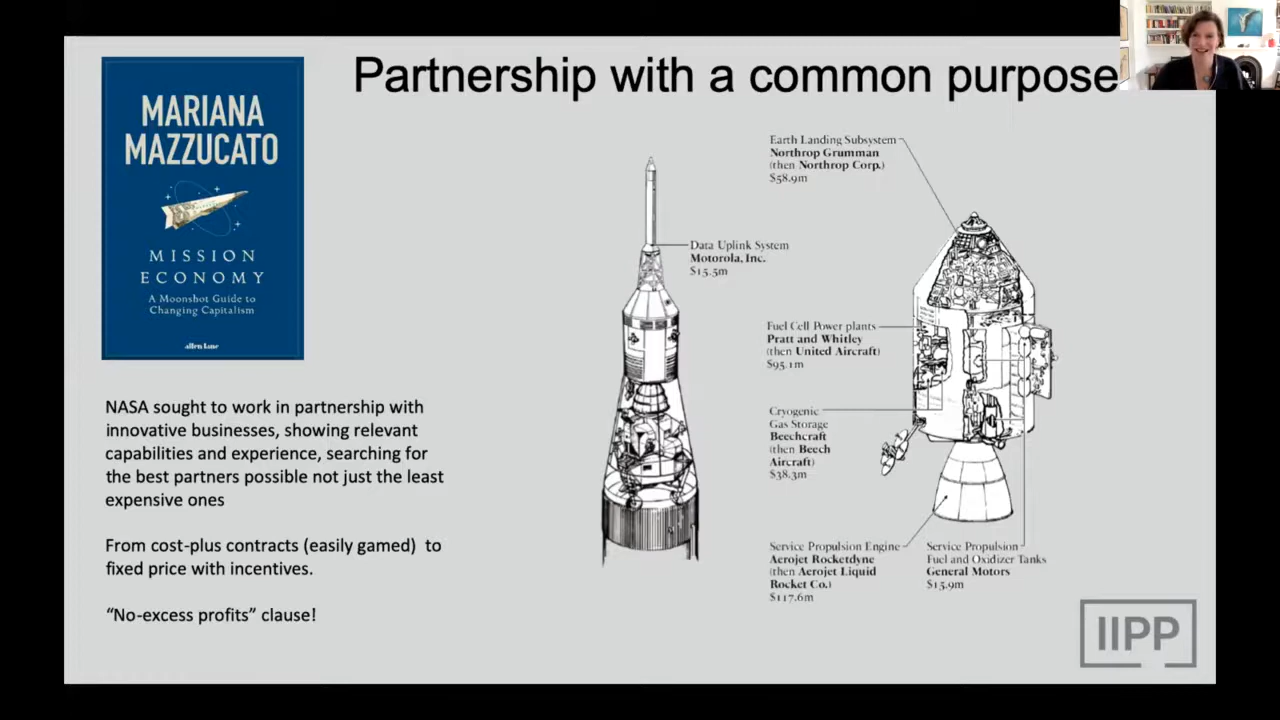 Partnership with a common purpose
MARIANA
MAZZUCATO
MISSION
ECONOMY
A Moonshot Guide to
Changing Capitalism
allen lane
NASA sought to work in partnership with
innovative businesses, showing relevant
capabilities and experience, searching for
the best partners possible not just the least
expensive ones
From cost-plus contracts (easily gamed) to
fixed price with incentives.
“No-excess profits” clause!
Data Uplink System
Motorola, Inc.
$15.5m
Earth Landing Subsystem
Northrop Grumman
(then Northrop Corp.)
$58.9m
Fuel Cell Power plants
Pratt and Whitley
(then United Aircraft)
$95.1m
Cryogenic
Gas Storage
Beechcraft
(then Beech
Aircraft)
$38.3m
Service Propulsion Engine
Aerojet Rocketdyne
(then Aerojet Liquid
Rocket Co.)
$117.6m
Service Propulsion
Fuel and Oxidizer Tanks
General Motors
$15.9m
IIPP